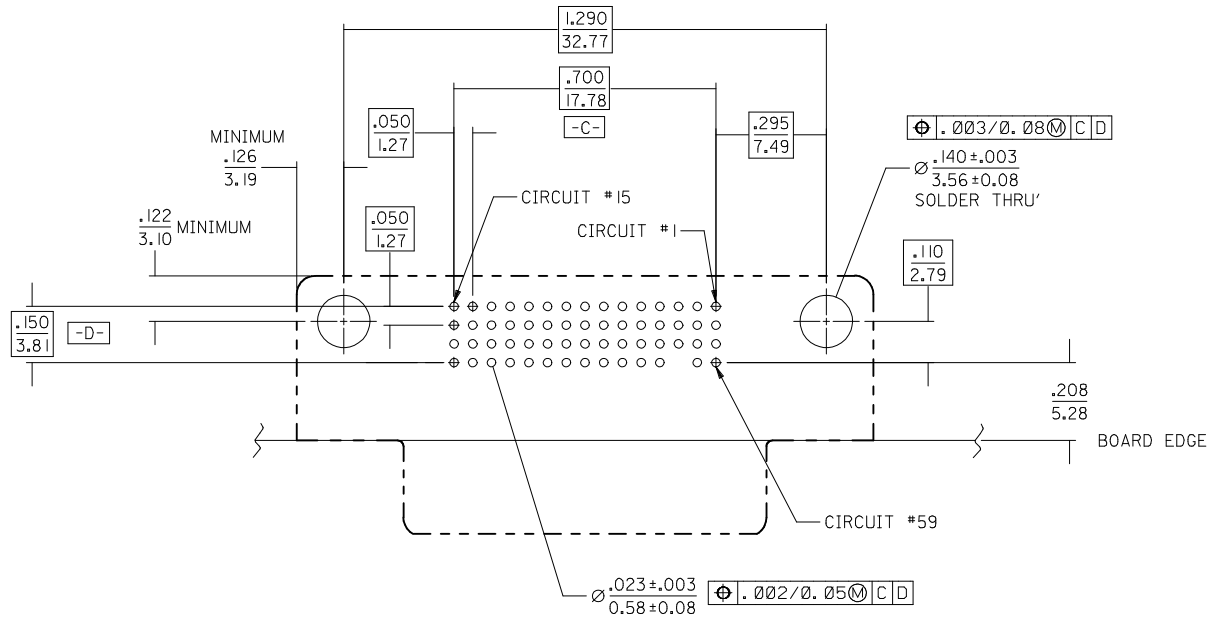 1.290
32.77
.700
17.78
-C-
.050
1.27
.295
7.49
⌖ .003/0.08Ⓜ C D
MINIMUM
.126
3.19
∅ .140±.003
3.56±0.08
SOLDER THRU'
CIRCUIT #15
.122
3.10 MINIMUM
.050
1.27
CIRCUIT #1
.110
2.79
.150
3.81
-D-
.208
5.28
BOARD EDGE
CIRCUIT #59
∅ .023±.003
0.58±0.08
⌖ .002/0.05Ⓜ C D